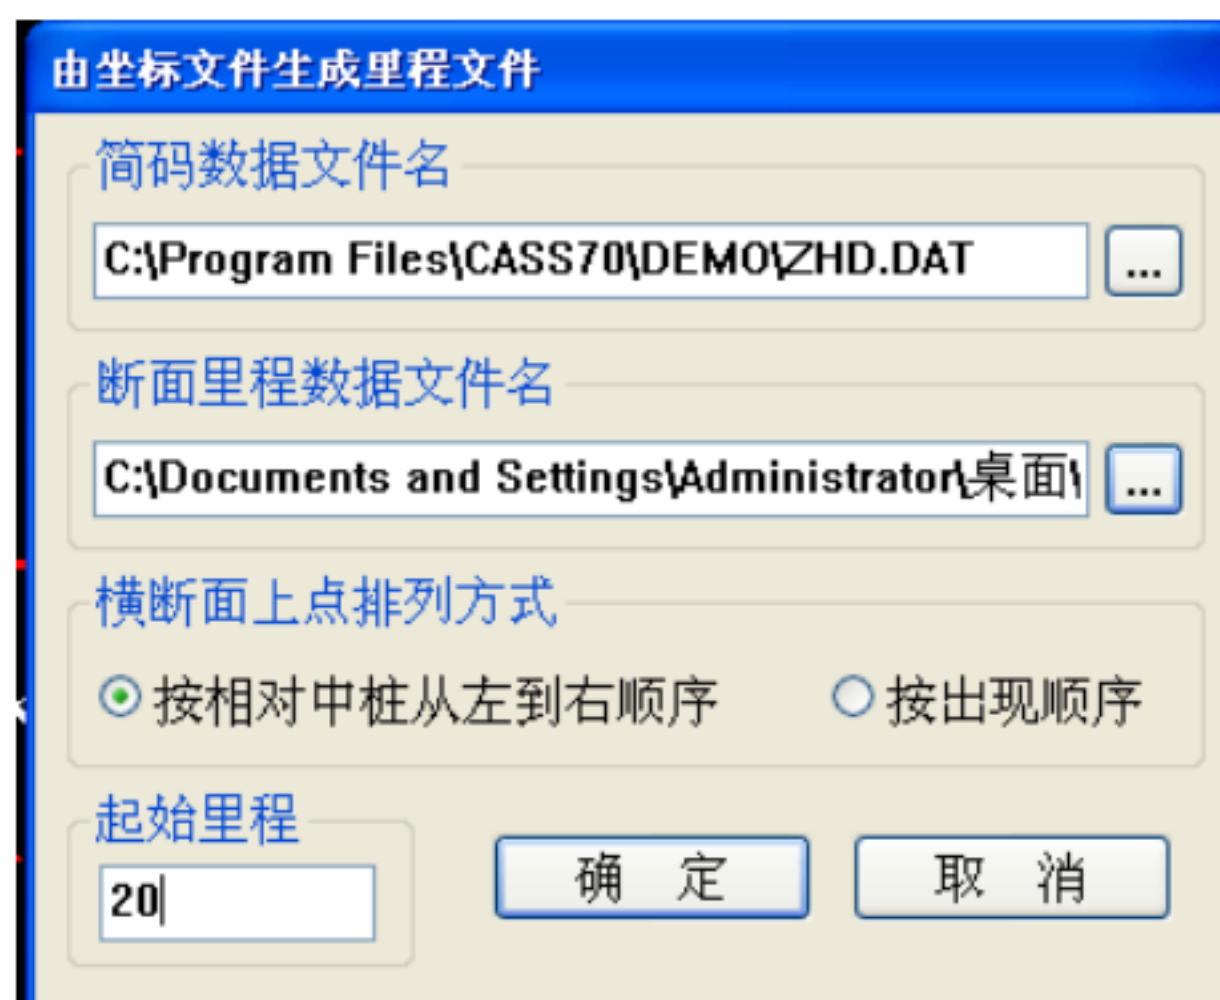 由坐标文件生成里程文件
简码数据文件名
C:\Program Files\CASS70\DEMO\ZHD.DAT
...
断面里程数据文件名
C:\Documents and Settings\Administrator\桌面\
...
横断面上点排列方式
按相对中桩从左到右顺序 按出现顺序
起始里程
20
确 定 取 消